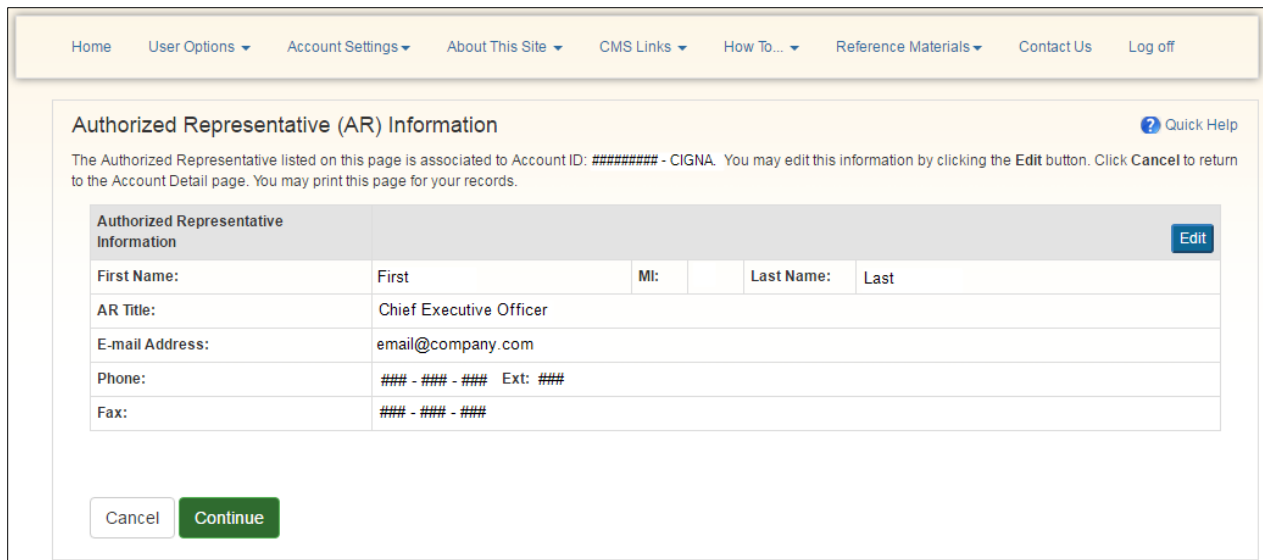 Home User Options Account Settings About This Site CMS Links How To... Reference Materials Contact Us Log off
Authorized Representative (AR) Information
Quick Help
The Authorized Representative listed on this page is associated to Account ID: ######### - CIGNA. You may edit this information by clicking the Edit button. Click Cancel to return
to the Account Detail page. You may print this page for your records.
Authorized Representative
Information
Edit
First Name: First MI: Last Name: Last
AR Title: Chief Executive Officer
E-mail Address: email@company.com
Phone: ### - ### - ### Ext: ###
Fax: ### - ### - ###
Cancel Continue